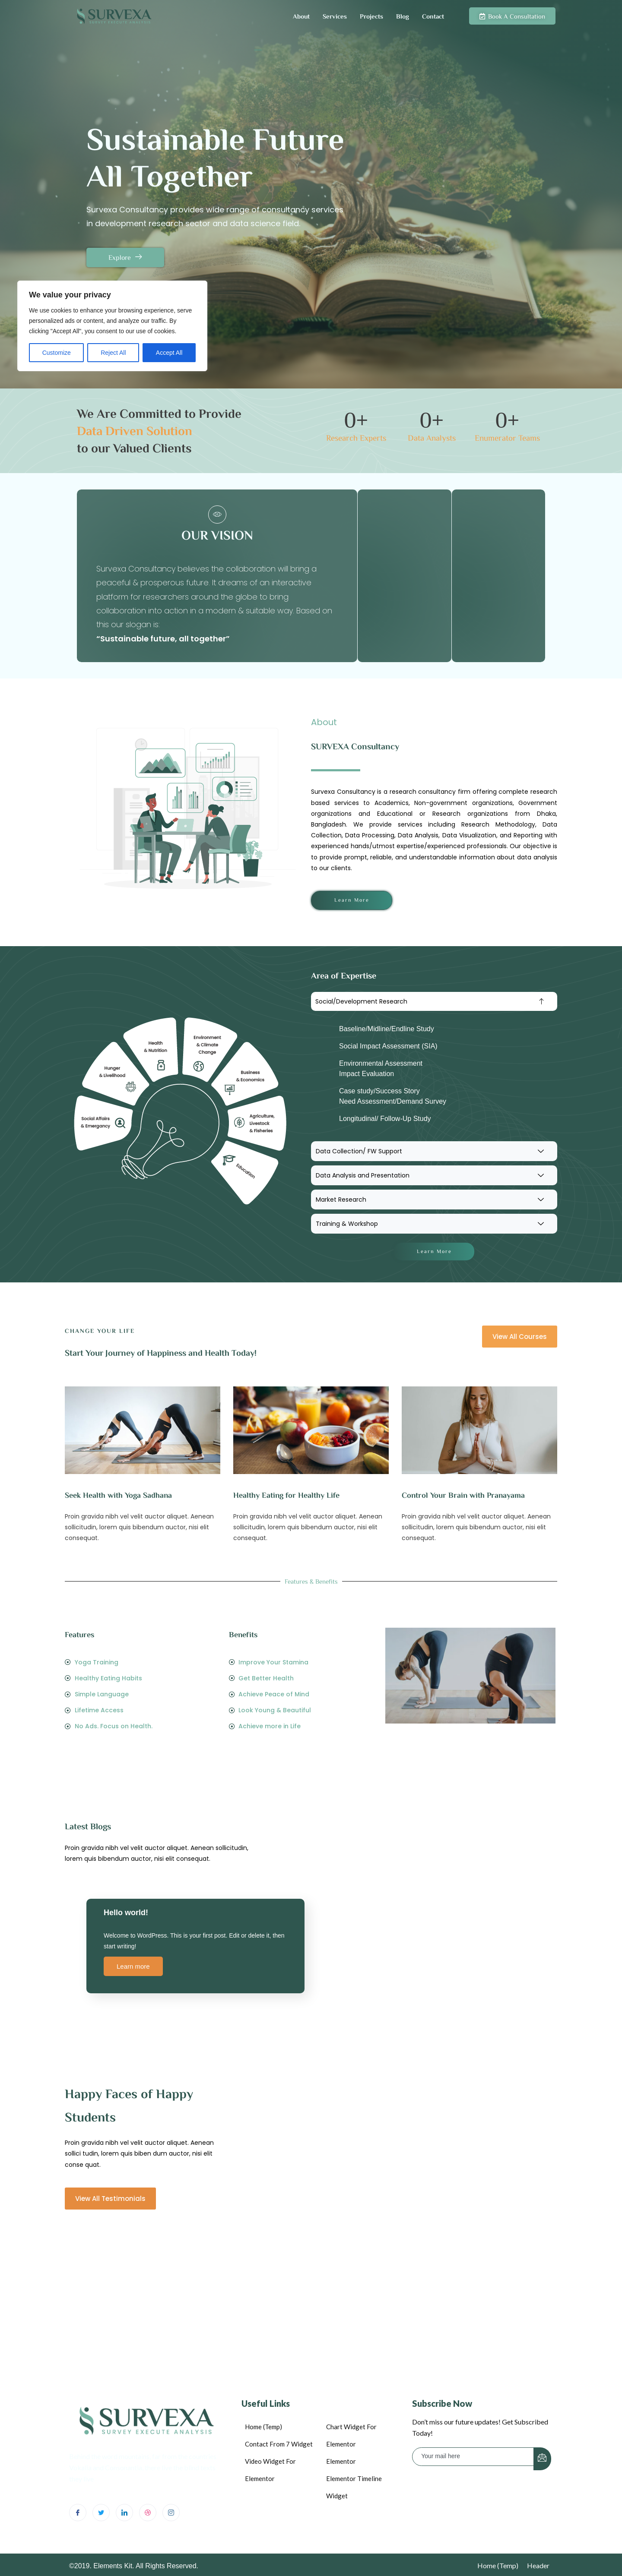 SURVEXA
About
Services
Projects
Blog
Contact
Book A Consultation
Sustainable Future
All Together
Survexa Consultancy provides wide range of consultancy services
in development research sector and data science field.
Explore
We value your privacy
We use cookies to enhance your browsing experience, serve
personalized ads or content, and analyze our traffic. By
clicking "Accept All", you consent to our use of cookies.
Customize
Reject All
Accept All
We Are Committed to Provide
Data Driven Solution
to our Valued Clients
0+
Research Experts
0+
Data Analysts
0+
Enumerator Teams
OUR VISION
Survexa Consultancy believes the collaboration will bring a
peaceful & prosperous future. It dreams of an interactive
platform for researchers around the globe to bring
collaboration into action in a modern & suitable way. Based on
this our slogan is:
“Sustainable future, all together”
About
SURVEXA Consultancy
Survexa Consultancy is a research consultancy firm offering complete research
based services to Academics, Non-government organizations, Government
organizations and Educational or Research organizations from Dhaka,
Bangladesh. We provide services including Research Methodology, Data
Collection, Data Processing, Data Analysis, Data Visualization, and Reporting with
experienced hands/utmost expertise/experienced professionals. Our objective is
to provide prompt, reliable, and understandable information about data analysis
to our clients.
Learn More
Social Affairs
& Emergancy
Hunger
& Livelihood
Health
& Nutrition
Environment
& Climate
Change
Business
& Economics
Agriculture,
Livestock
& Fisheries
Education
Area of Expertise
Social/Development Research
Baseline/Midline/Endline Study
Social Impact Assessment (SIA)
Environmental Assessment
Impact Evaluation
Case study/Success Story
Need Assessment/Demand Survey
Longitudinal/ Follow-Up Study
Data Collection/ FW Support
Data Analysis and Presentation
Market Research
Training & Workshop
Learn More
CHANGE YOUR LIFE
Start Your Journey of Happiness and Health Today!
View All Courses
Seek Health with Yoga Sadhana
Proin gravida nibh vel velit auctor aliquet. Aenean
sollicitudin, lorem quis bibendum auctor, nisi elit
consequat.
Healthy Eating for Healthy Life
Proin gravida nibh vel velit auctor aliquet. Aenean
sollicitudin, lorem quis bibendum auctor, nisi elit
consequat.
Control Your Brain with Pranayama
Proin gravida nibh vel velit auctor aliquet. Aenean
sollicitudin, lorem quis bibendum auctor, nisi elit
consequat.
Features & Benefits
Features
Yoga Training
Healthy Eating Habits
Simple Language
Lifetime Access
No Ads. Focus on Health.
Benefits
Improve Your Stamina
Get Better Health
Achieve Peace of Mind
Look Young & Beautiful
Achieve more in Life
Latest Blogs
Proin gravida nibh vel velit auctor aliquet. Aenean sollicitudin,
lorem quis bibendum auctor, nisi elit consequat.
Hello world!
Welcome to WordPress. This is your first post. Edit or delete it, then
start writing!
Learn more
Happy Faces of Happy
Students
Proin gravida nibh vel velit auctor aliquet. Aenean
sollici tudin, lorem quis biben dum auctor, nisi elit
conse quat.
View All Testimonials
SURVEXA
SURVEY EXECUTE ANALYSIS
Useful Links
Home (Temp)
Contact From 7 Widget
Video Widget For
Elementor
Chart Widget For
Elementor
Elementor
Elementor Timeline
Widget
Subscribe Now
Don’t miss our future updates! Get Subscribed
Today!
Your mail here
©2019. Elements Kit. All Rights Reserved.
Home (Temp)
Header